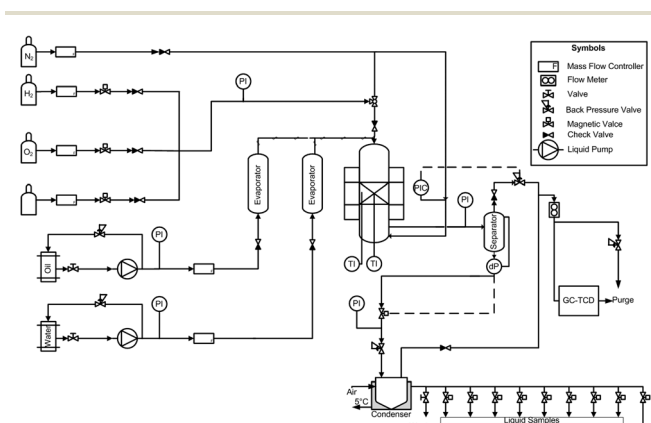 Symbols
F Mass Flow Controller
Flow Meter
Valve
Back Pressure Valve
Magnetic Valce
Check Valve
Liquid Pump
N2
H2
O2
PI
Evaporator
Evaporator
PIC
PI
Separator
TI
TI
dP
Oil
PI
Water
PI
PI
GC-TCD
Purge
Air
5°C
Condenser
Liquid Samples